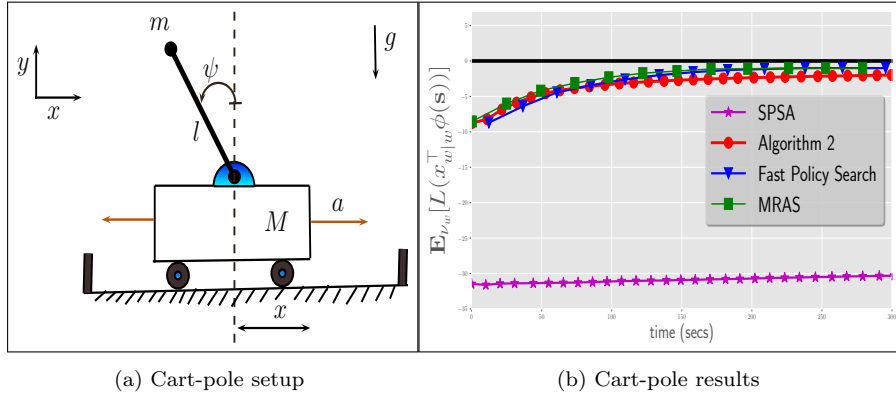 m
g
y
ψ
x
l
M
a
x
(a) Cart-pole setup
E_{ν_w}[L(x_{w|w}^⊤ φ(s))]
0
−5
−10
−15
−20
−25
−30
−35
SPSA
Algorithm 2
Fast Policy Search
MRAS
0 50 100 150 200 250 300
time (secs)
(b) Cart-pole results